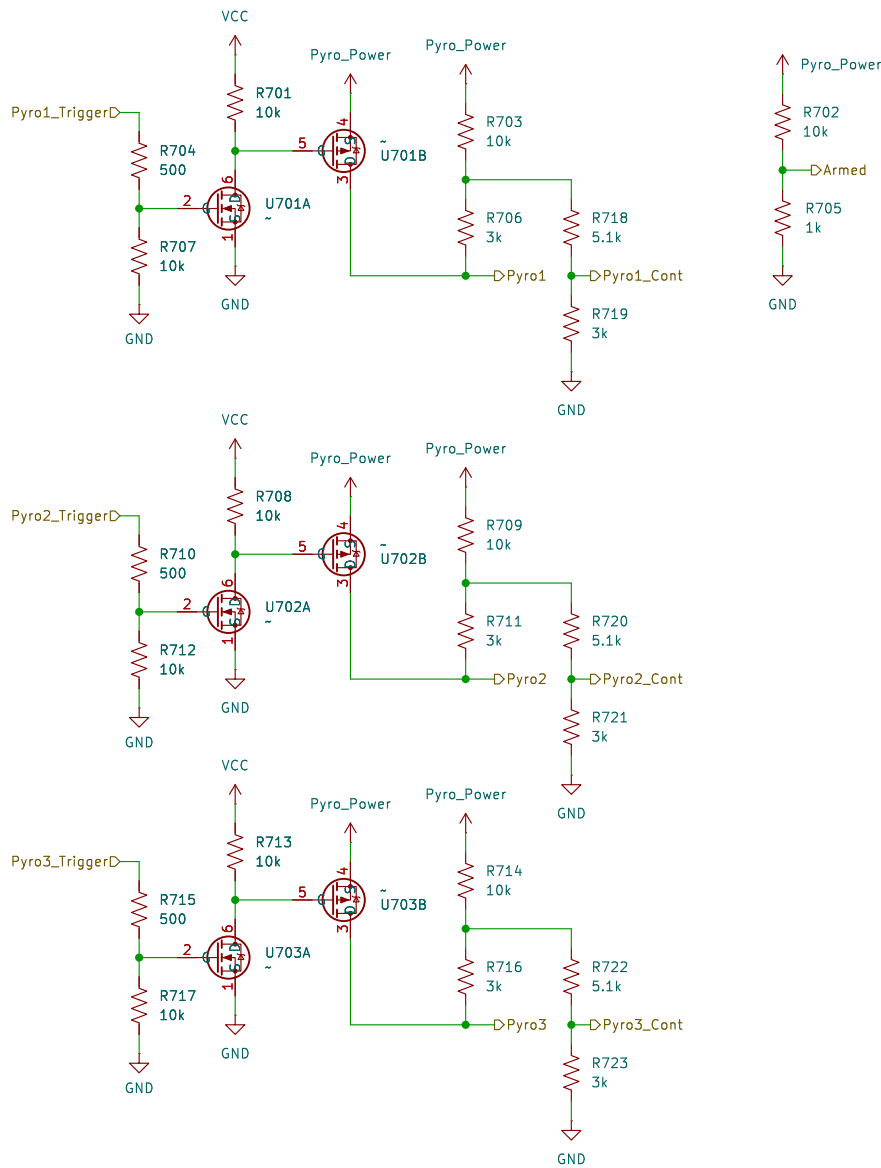 VCC
Pyro_Power
Pyro_Power
Pyro_Power
Pyro1_Trigger
R701
10k
R703
10k
R702
10k
R704
500
4
5
~
U701B
3
Armed
6
2
U701A
~
1
G
S
D
G
D
S
R707
10k
R706
3k
R718
5.1k
R705
1k
Pyro1
Pyro1_Cont
GND
GND
GND
R719
3k
GND
VCC
Pyro_Power
Pyro_Power
Pyro2_Trigger
R708
10k
R709
10k
R710
500
4
5
~
U702B
3
6
2
U702A
~
1
G
S
D
G
D
S
R712
10k
R711
3k
R720
5.1k
Pyro2
Pyro2_Cont
GND
GND
R721
3k
GND
VCC
Pyro_Power
Pyro_Power
Pyro3_Trigger
R713
10k
R714
10k
R715
500
4
5
~
U703B
3
6
2
U703A
~
1
G
S
D
G
D
S
R717
10k
R716
3k
R722
5.1k
Pyro3
Pyro3_Cont
GND
GND
R723
3k
GND